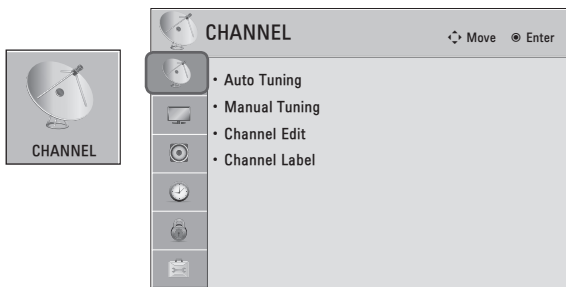 CHANNEL
CHANNEL
Move Enter
• Auto Tuning
• Manual Tuning
• Channel Edit
• Channel Label